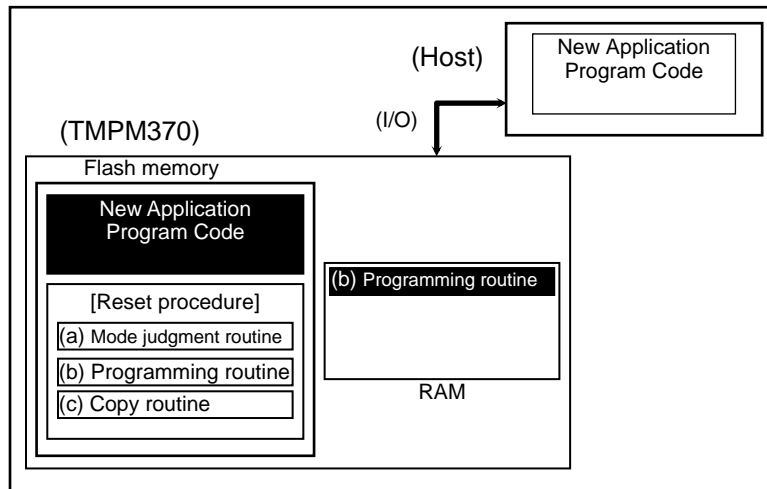 (Host)
New Application
Program Code
(I/O)
(TMPM370)
Flash memory
New Application
Program Code
[Reset procedure]
(a) Mode judgment routine
(b) Programming routine
(c) Copy routine
(b) Programming routine
RAM